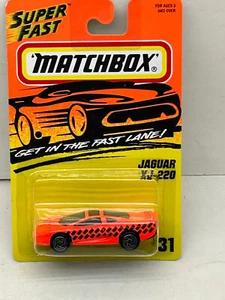 SUPER
FAST
FOR AGES 3
AND OVER
MATCHBOX
GET IN THE FAST LANE!
JAGUAR
XJ-220
31